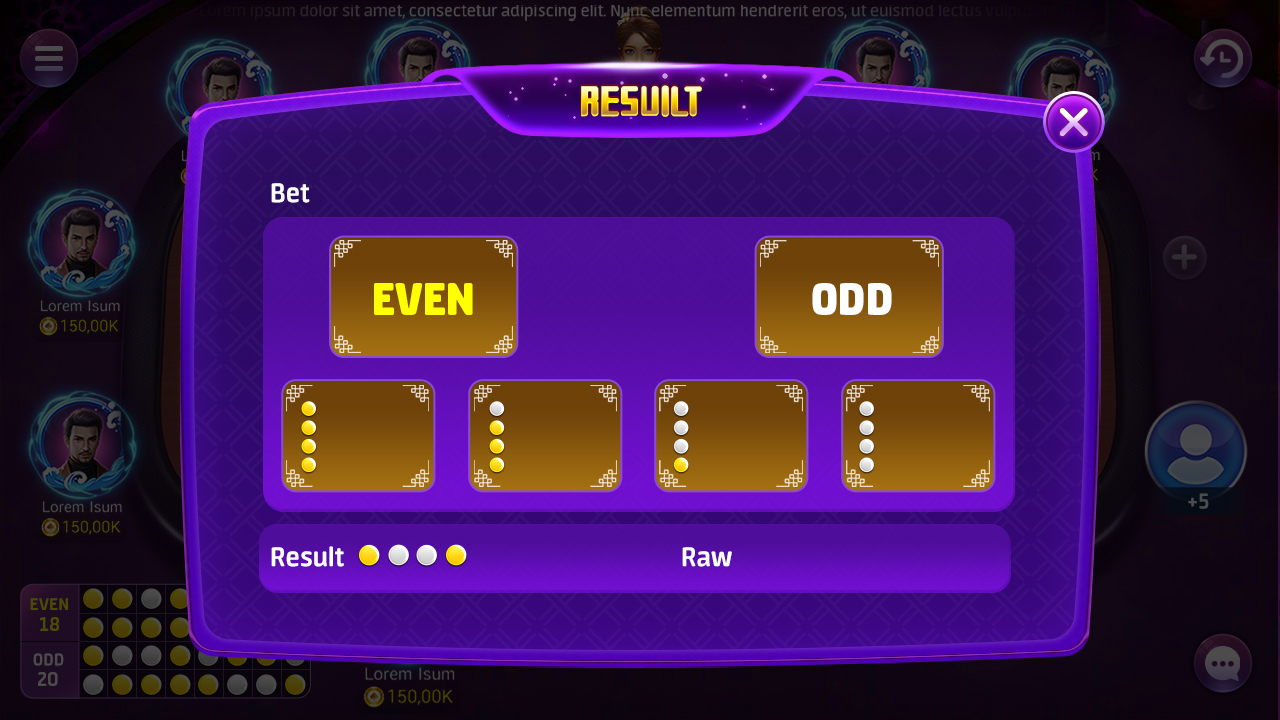 orem ipsum dolor sit amet, consectetur adipiscing elit. Nunc elementum hendrerit eros, ut euismod lectus
RESUILT
Bet
EVEN
ODD
Lorem Isum
150,00K
+5
Lorem Isum
150,00K
Result
Raw
EVEN
18
ODD
20
Lorem Isum
150,00K